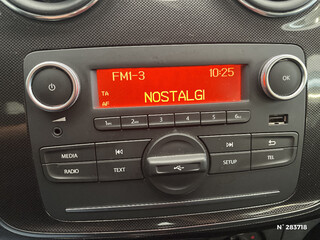 FM1-3 10:25
TA
AF NOSTALGI
OK
1 2 3 4 5 6
MEDIA SETUP
RADIO TEXT TEL
N° 283718